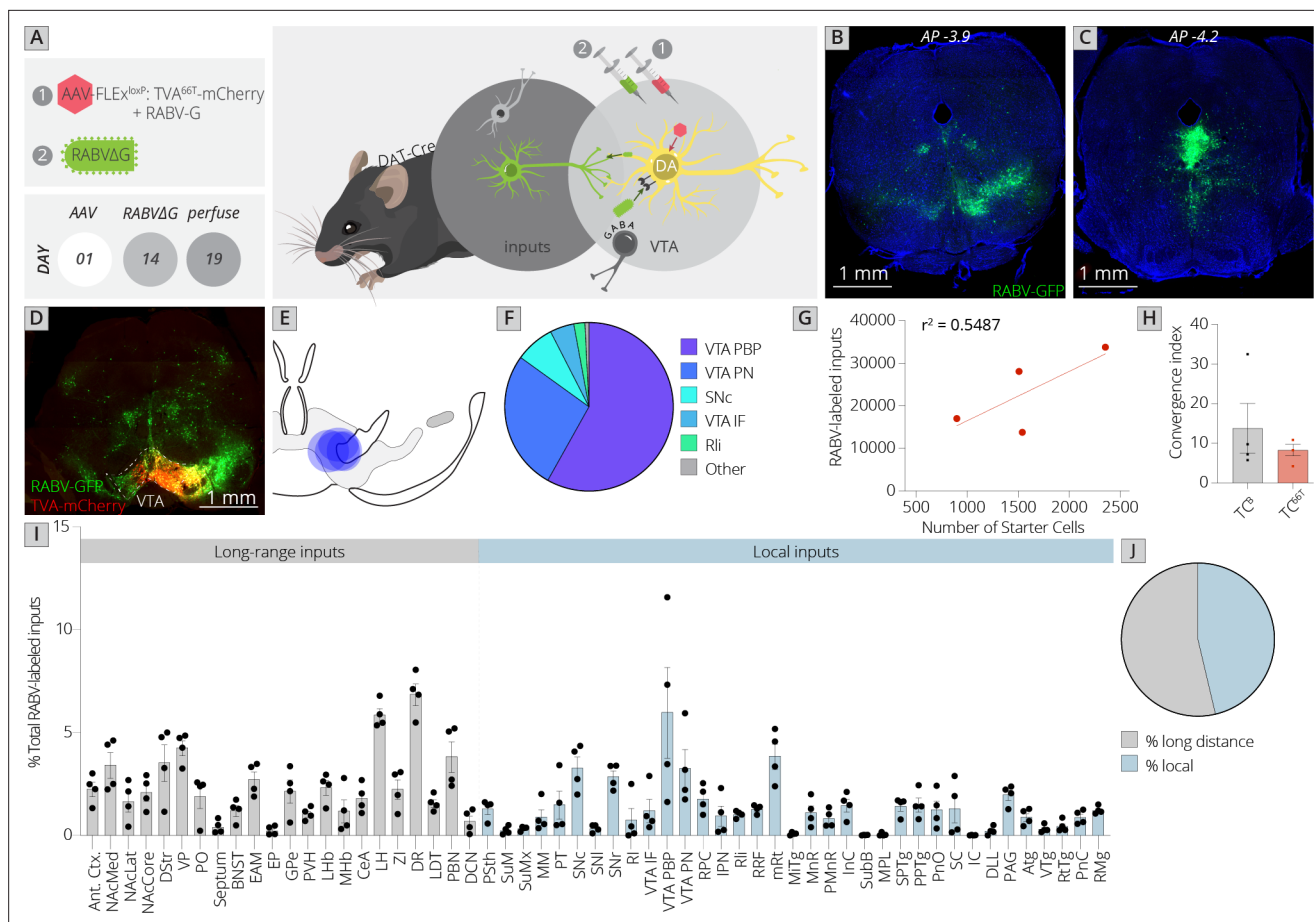 A
1 AAV-FLEx^loxP: TVA^66T-mCherry
+ RABV-G
2 RABVΔG
AAV RABVΔG perfuse
DAY 01 14 19
DAT-Cre
inputs
2 1
DA
GABA
VTA
B
AP -3.9
1 mm
RABV-GFP
C
AP -4.2
1 mm
D
RABV-GFP
TVA-mCherry
VTA
1 mm
E
F
VTA PBP
VTA PN
SNc
VTA IF
Rli
Other
G
r² = 0.5487
RABV-labeled inputs
40000
30000
20000
10000
0
500 1000 1500 2000 2500
Number of Starter Cells
H
Convergence index
40
30
20
10
0
TC^B TC^66T
I
% Total RABV-labeled inputs
15
10
5
0
Long-range inputs
Local inputs
Ant. Ctx.
NAcMed
NAcLat
NAcCore
DStr
VP
PO
Septum
BNST
EAM
EP
GPe
PVH
LHb
MHb
CeA
LH
ZI
DR
LDT
PBN
DCN
PSth
SuM
SuMx
MM
PT
SNc
SNl
SNr
RI
VTA IF
VTA PBP
VTA PN
RPC
IPN
Rli
RRF
mRt
MiTg
MnR
PMnR
InC
SubB
MPL
SPTg
PPTg
PnO
SC
IC
DLL
PAG
Atg
VTg
RtTg
PnC
RMg
J
% long distance
% local